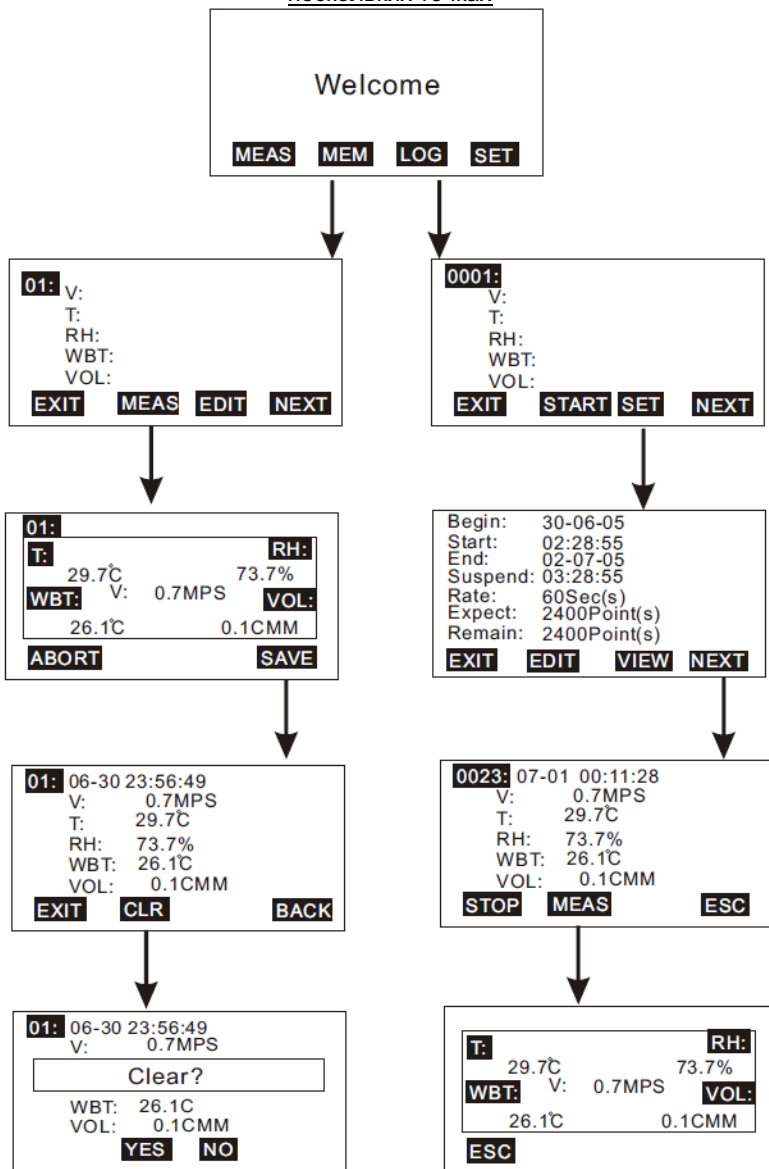 Welcome
MEAS MEM LOG SET
01:
V:
T:
RH:
WBT:
VOL:
EXIT MEAS EDIT NEXT
0001:
V:
T:
RH:
WBT:
VOL:
EXIT START SET NEXT
01:
T: RH:
29.7℃ 73.7%
WBT: V: 0.7MPS VOL:
26.1℃ 0.1CMM
ABORT SAVE
Begin: 30-06-05
Start: 02:28:55
End: 02-07-05
Suspend: 03:28:55
Rate: 60Sec(s)
Expect: 2400Point(s)
Remain: 2400Point(s)
EXIT EDIT VIEW NEXT
01: 06-30 23:56:49
V: 0.7MPS
T: 29.7℃
RH: 73.7%
WBT: 26.1℃
VOL: 0.1CMM
EXIT CLR BACK
0023: 07-01 00:11:28
V: 0.7MPS
T: 29.7℃
RH: 73.7%
WBT: 26.1℃
VOL: 0.1CMM
STOP MEAS ESC
01: 06-30 23:56:49
V: 0.7MPS
Clear?
WBT: 26.1C
VOL: 0.1CMM
YES NO
T: RH:
29.7℃ 73.7%
WBT: V: 0.7MPS VOL:
26.1℃ 0.1CMM
ESC